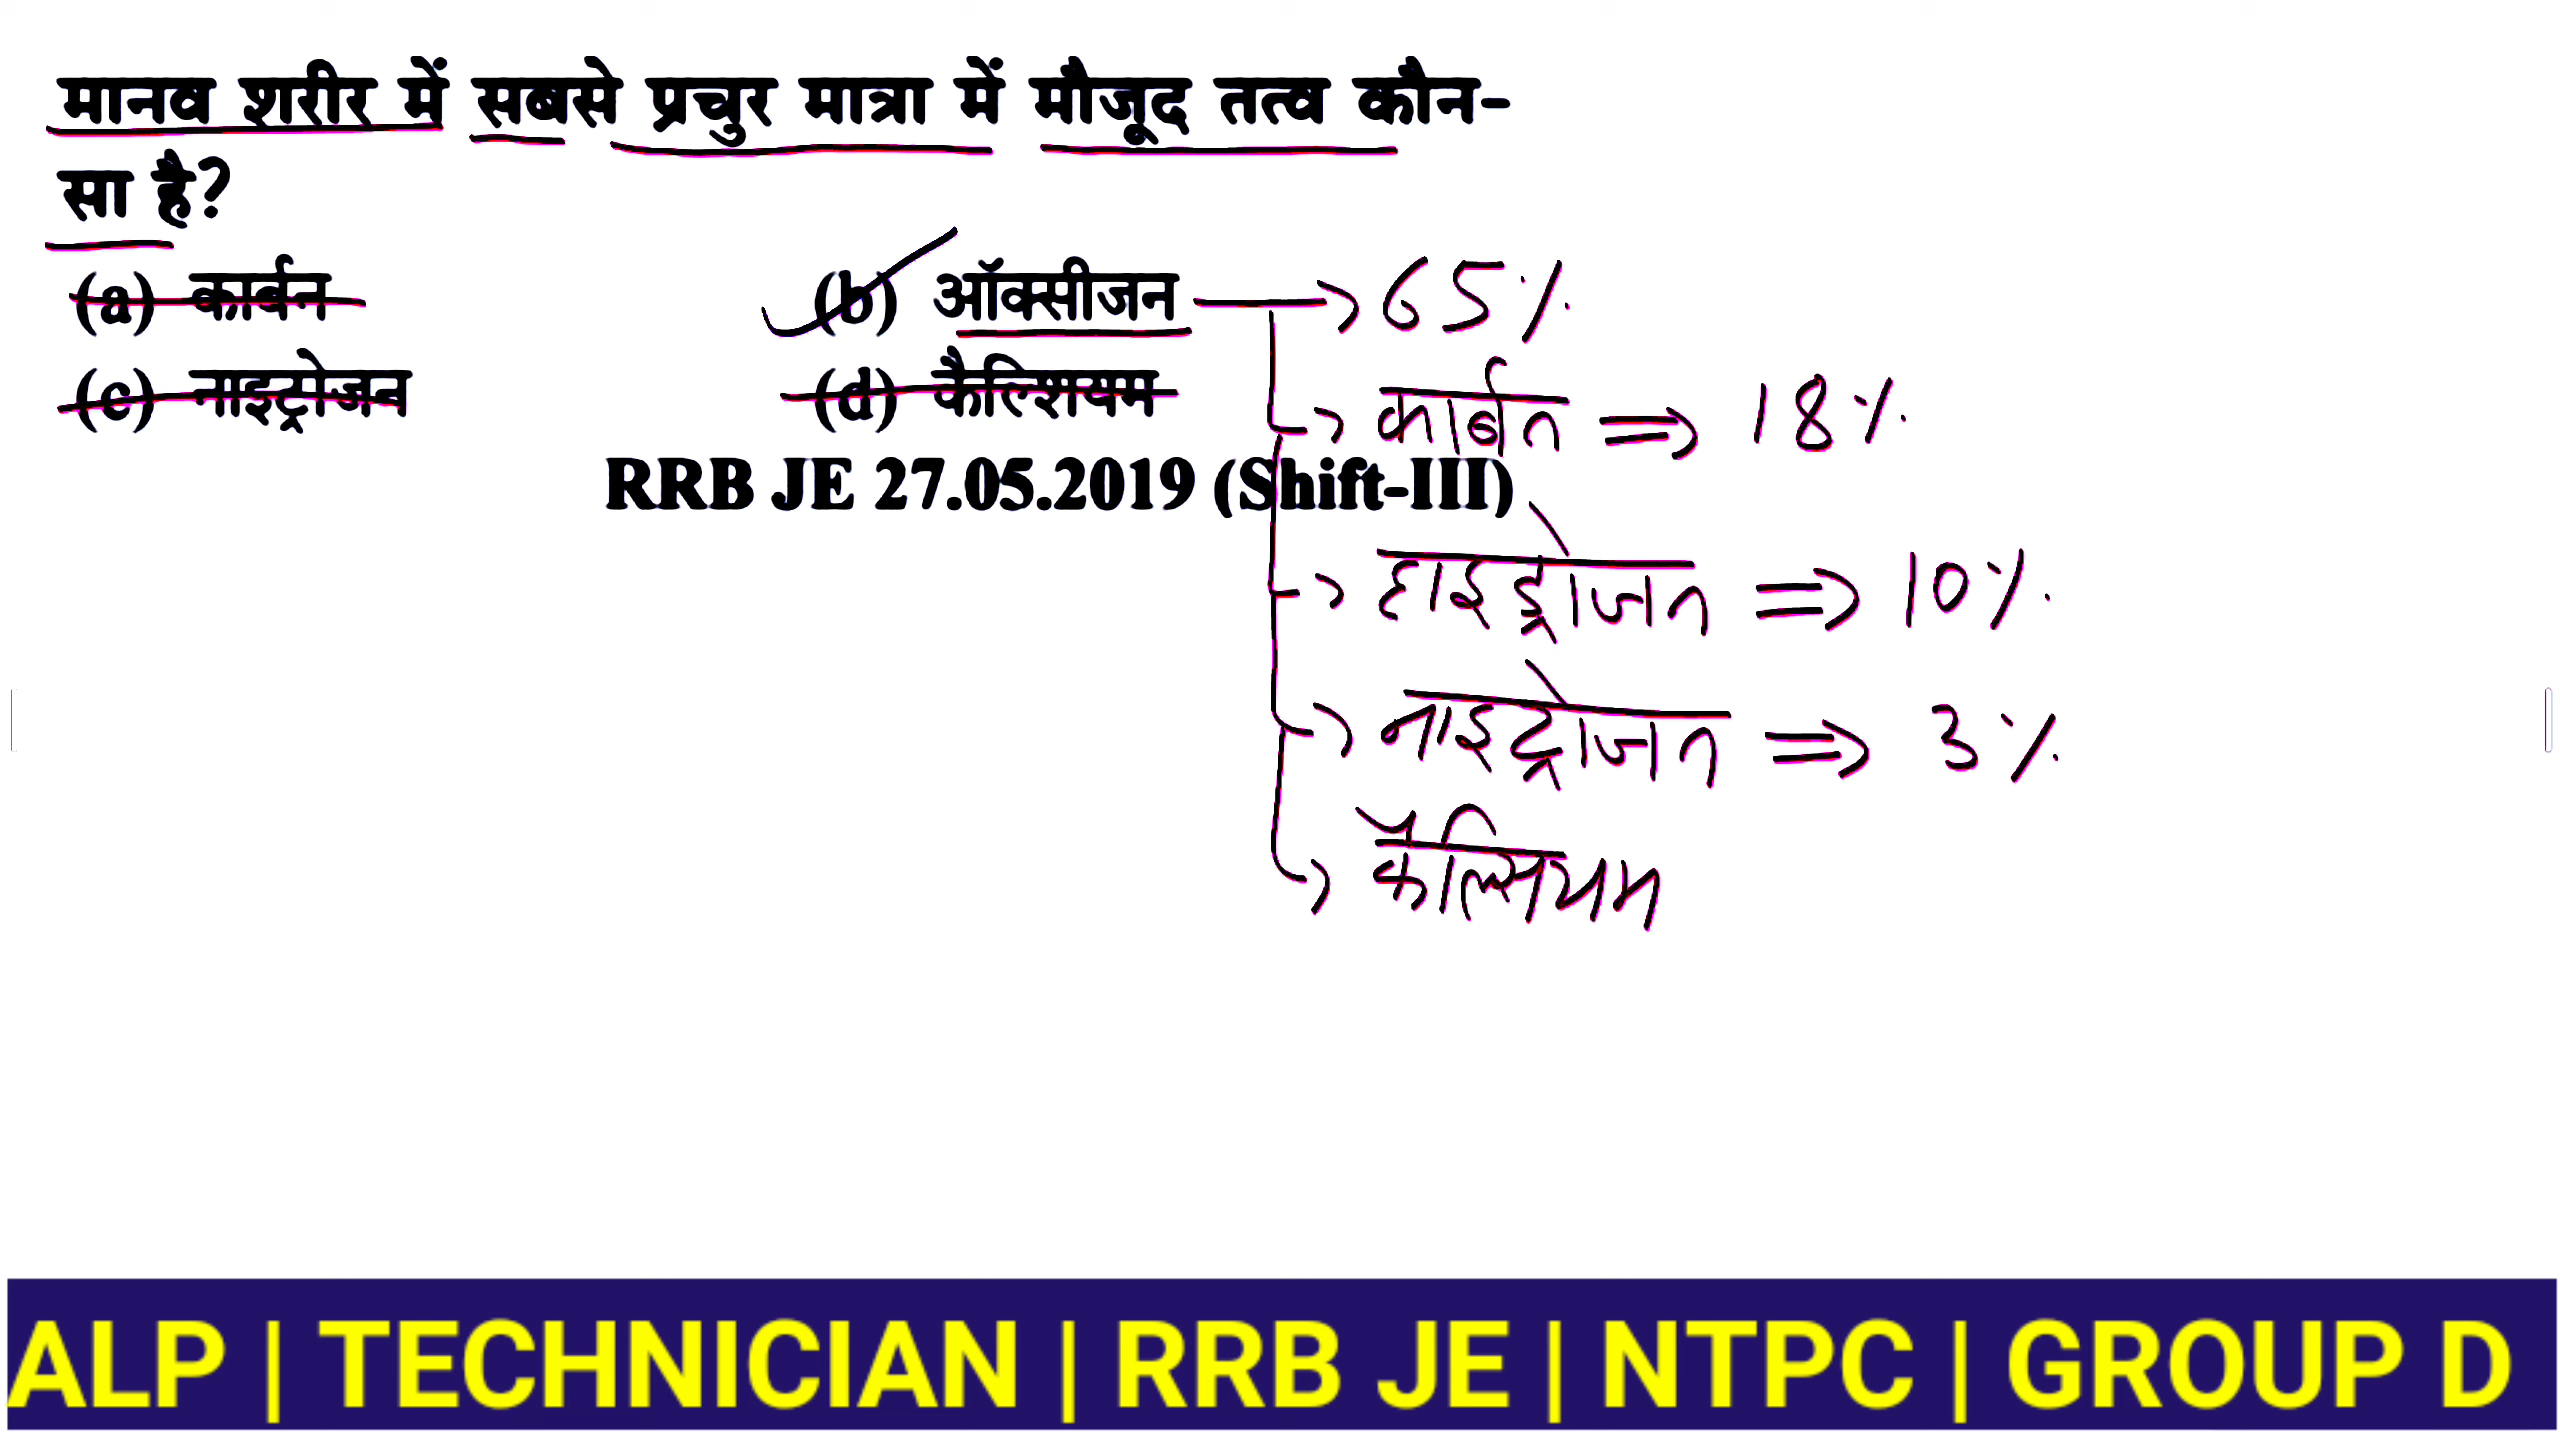 मानव शरीर में सबसे प्रचुर मात्रा में मौजूद तत्व कौन-
सा है?
(a) कार्बन (b) ऑक्सीजन → 65%
(c) नाइट्रोजन (d) कैल्शियम
→ कार्बन ⇒ 18%
RRB JE 27.05.2019 (Shift-III)
→ हाइड्रोजन ⇒ 10%
→ नाइट्रोजन ⇒ 3%
→ कैल्सियम
ALP | TECHNICIAN | RRB JE | NTPC | GROUP D